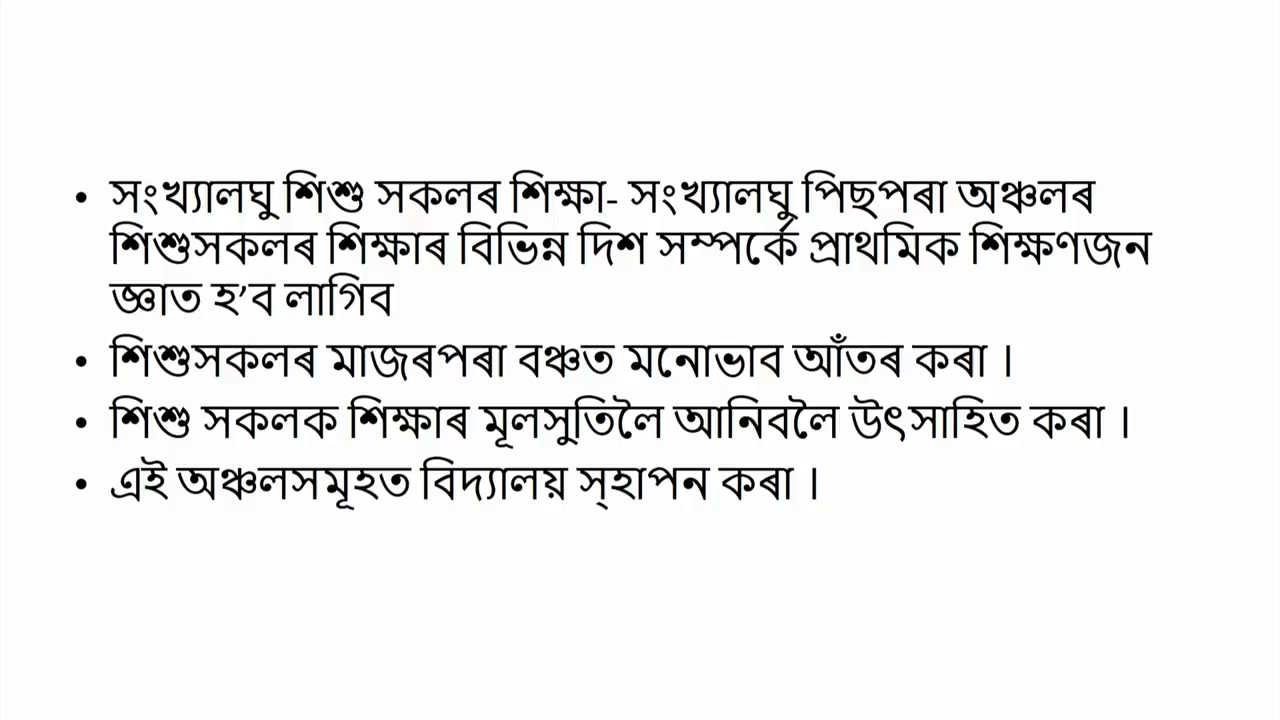 • সংখ্যালঘু শিশু সকলৰ শিক্ষা- সংখ্যালঘু পিছপৰা অঞ্চলৰ
শিশুসকলৰ শিক্ষাৰ বিভিন্ন দিশ সম্পৰ্কে প্ৰাথমিক শিক্ষণজন
জ্ঞাত হ’ব লাগিব
• শিশুসকলৰ মাজৰপৰা বঞ্চত মনোভাব আঁতৰ কৰা ।
• শিশু সকলক শিক্ষাৰ মূলসুতিলৈ আনিবলৈ উৎসাহিত কৰা ।
• এই অঞ্চলসমূহত বিদ্যালয় স্হাপন কৰা ।